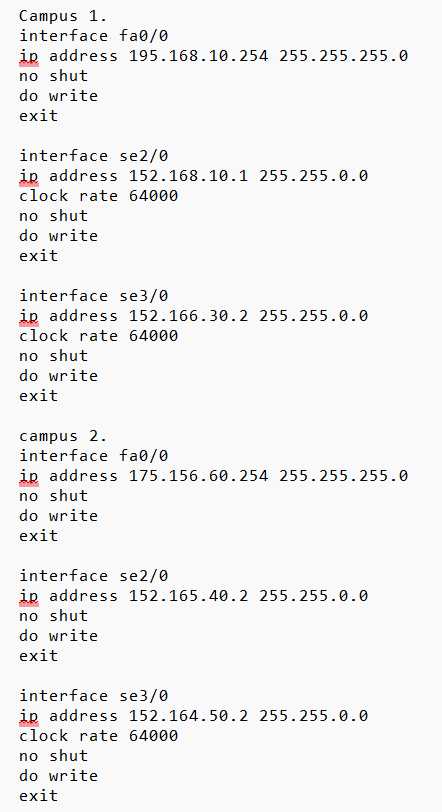 Campus 1.
interface fa0/0
ip address 195.168.10.254 255.255.255.0
no shut
do write
exit
interface se2/0
ip address 152.168.10.1 255.255.0.0
clock rate 64000
no shut
do write
exit
interface se3/0
ip address 152.166.30.2 255.255.0.0
clock rate 64000
no shut
do write
exit
campus 2.
interface fa0/0
ip address 175.156.60.254 255.255.255.0
no shut
do write
exit
interface se2/0
ip address 152.165.40.2 255.255.0.0
no shut
do write
exit
interface se3/0
ip address 152.164.50.2 255.255.0.0
clock rate 64000
no shut
do write
exit